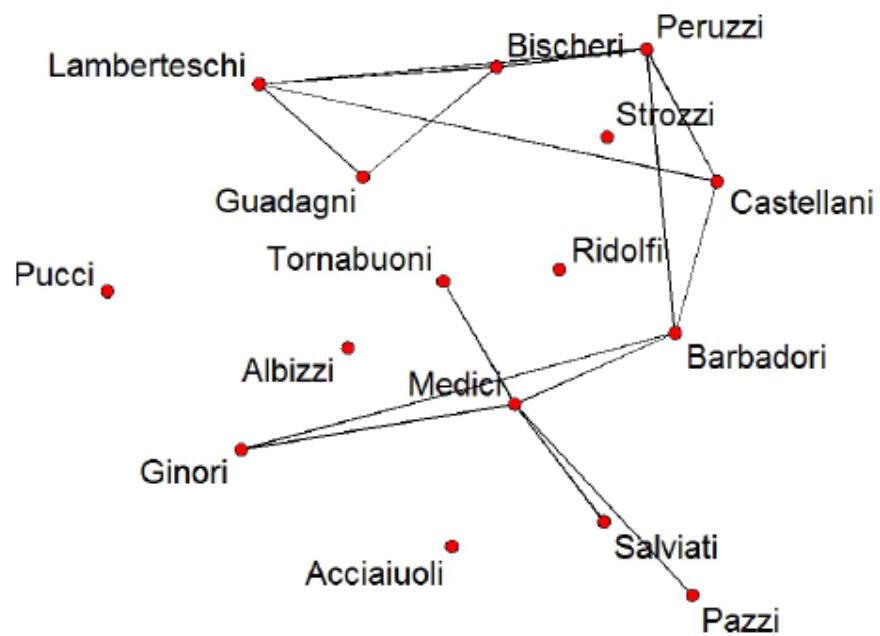 Peruzzi
Bischeri
Lamberteschi
Strozzi
Guadagni
Castellani
Ridolfi
Tornabuoni
Pucci
Barbadori
Albizzi
Medici
Ginori
Salviati
Acciaiuoli
Pazzi